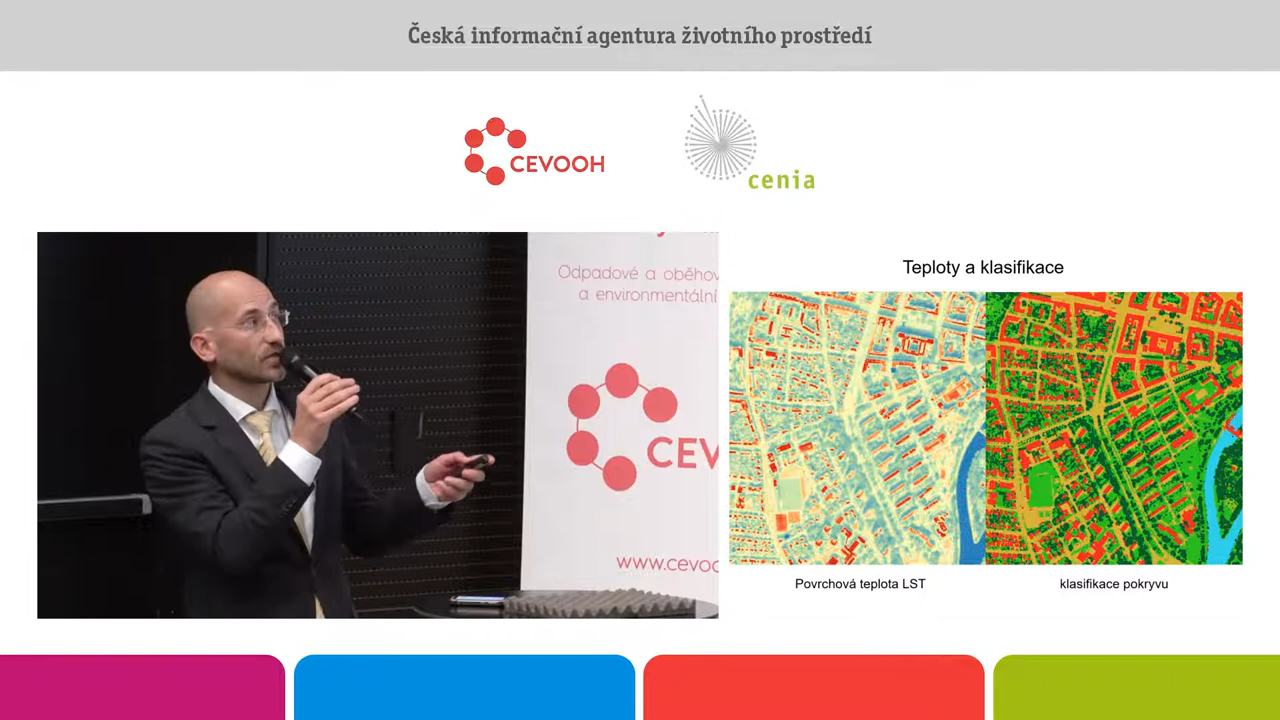 Česká informační agentura životního prostředí
CEVOOH
cenia
Odpadové a oběhov
a environmentální
CEV
www.cevoo
Teploty a klasifikace
Povrchová teplota LST
klasifikace pokryvu